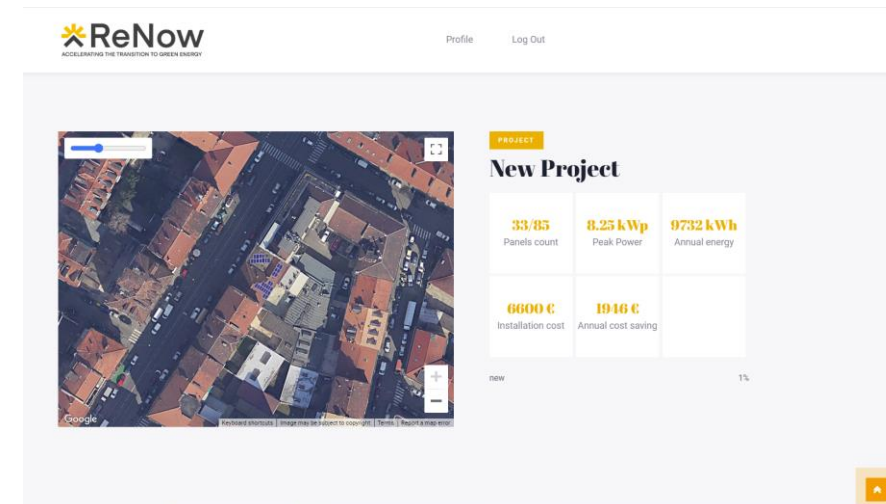 ReNow
ACCELERATING THE TRANSITION TO GREEN ENERGY
Profile
Log Out
PROJECT
New Project
33/85
Panels count
8.25 kWp
Peak Power
9732 kWh
Annual energy
6600 €
Installation cost
1946 €
Annual cost saving
new
1%
Google
Keyboard shortcuts
Image may be subject to copyright
Terms
Report a map error